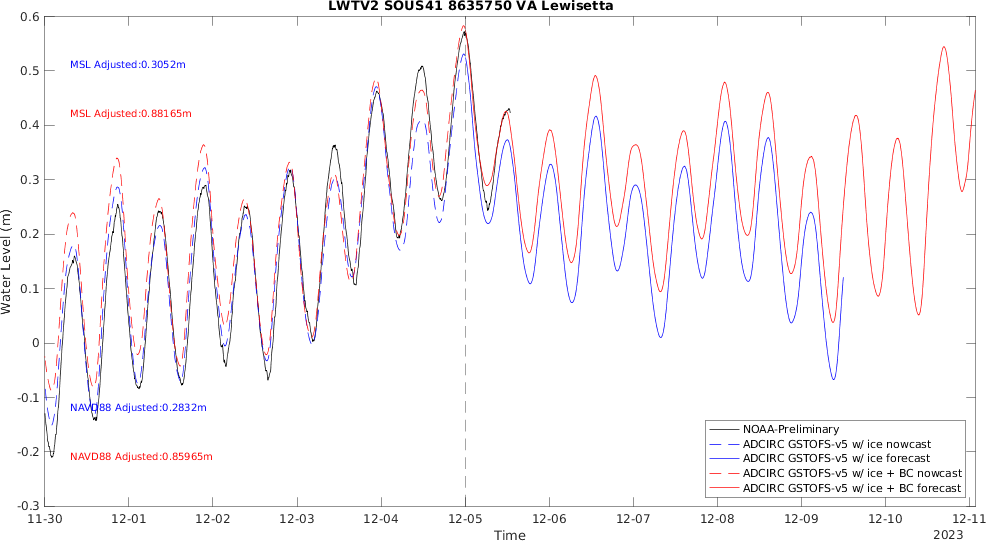 LWTV2 SOUS41 8635750 VA Lewisetta
0.6
0.5
0.4
0.3
0.2
0.1
0
-0.1
-0.2
-0.3
Water Level (m)
MSL Adjusted:0.3052m
MSL Adjusted:0.88165m
NAVD88 Adjusted:0.2832m
NAVD88 Adjusted:0.85965m
NOAA-Preliminary
ADCIRC GSTOFS-v5 w/ ice nowcast
ADCIRC GSTOFS-v5 w/ ice forecast
ADCIRC GSTOFS-v5 w/ ice + BC nowcast
ADCIRC GSTOFS-v5 w/ ice + BC forecast
11-30 12-01 12-02 12-03 12-04 12-05 12-06 12-07 12-08 12-09 12-10 12-11
Time
2023